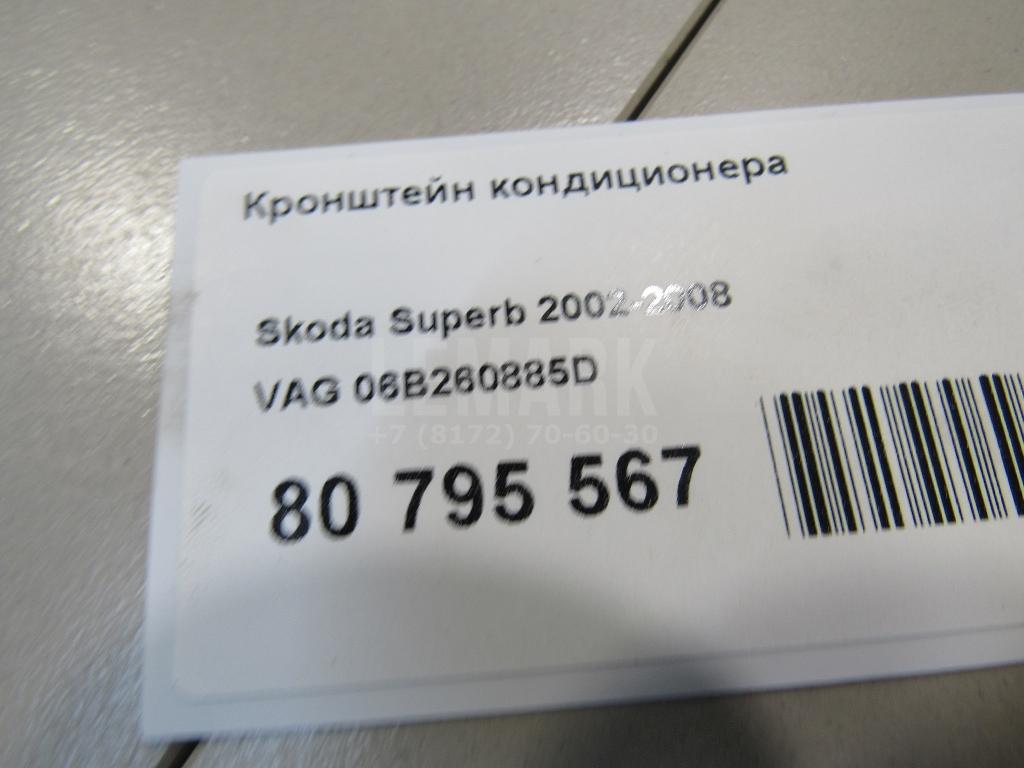 Кронштейн кондиционера
Skoda Superb 2002-2008
VAG 06B260885D
LEMARK
+7 (8172) 70-60-30
80 795 567